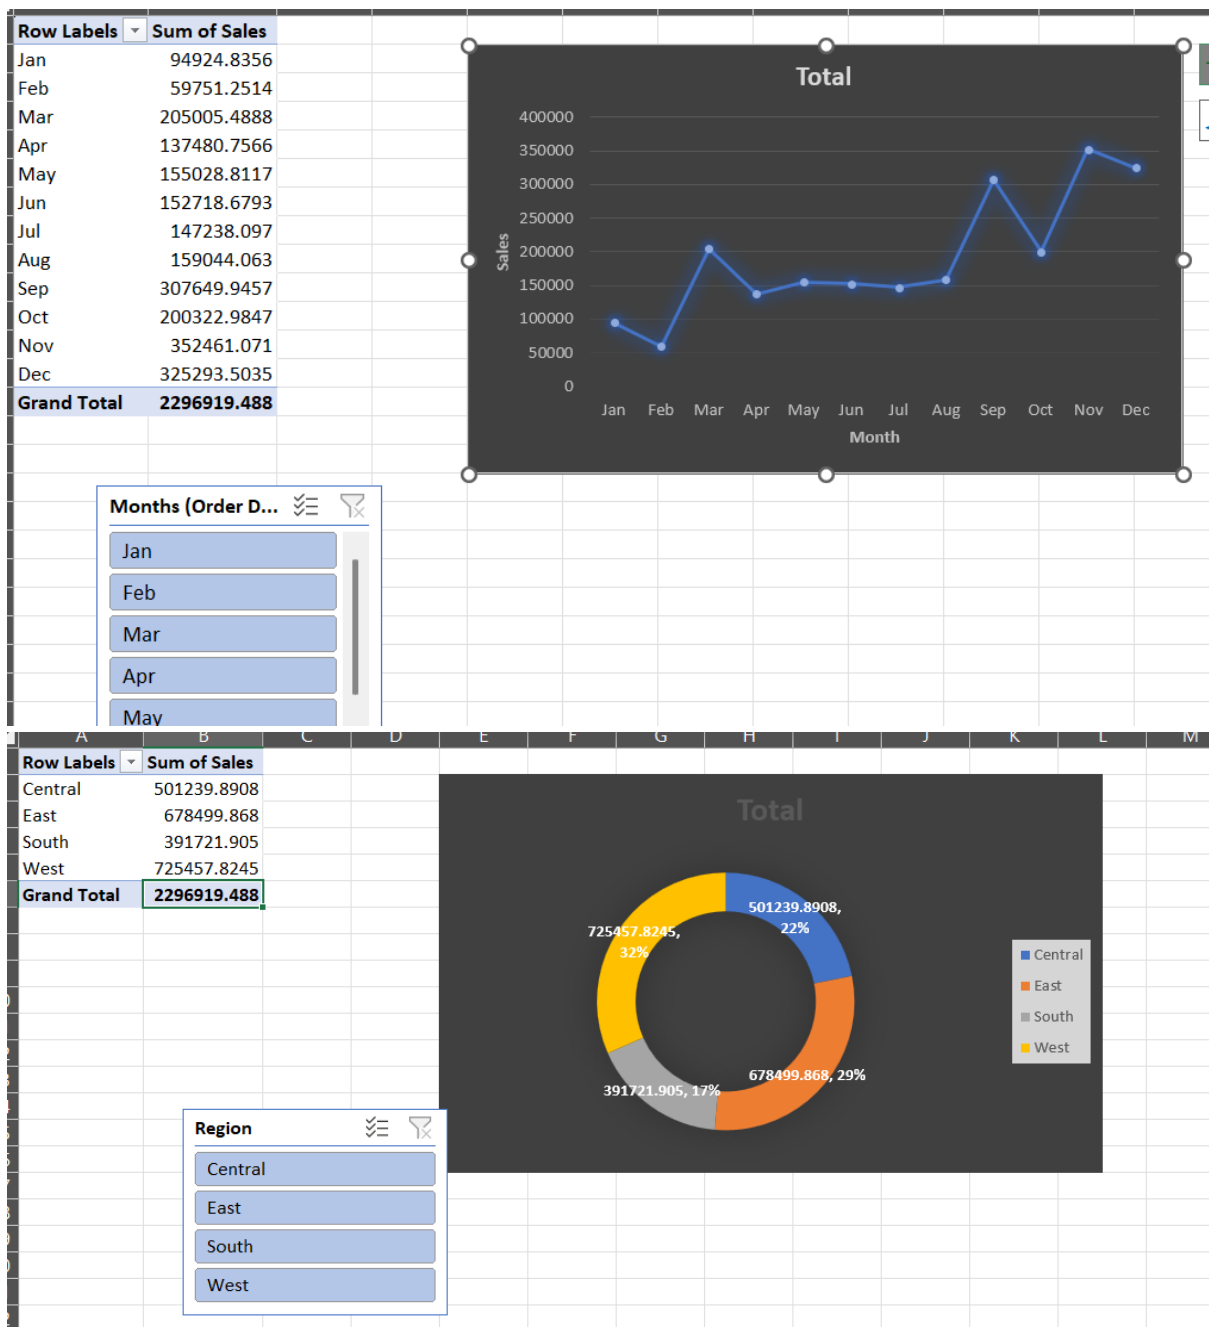 Row Labels Sum of Sales
Jan 94924.8356
Feb 59751.2514
Mar 205005.4888
Apr 137480.7566
May 155028.8117
Jun 152718.6793
Jul 147238.097
Aug 159044.063
Sep 307649.9457
Oct 200322.9847
Nov 352461.071
Dec 325293.5035
Grand Total 2296919.488
Total
400000
350000
300000
250000
200000
150000
100000
50000
0
Sales
Jan Feb Mar Apr May Jun Jul Aug Sep Oct Nov Dec
Month
Months (Order D...
Jan
Feb
Mar
Apr
May
A B C D E F G H I J K L M
Row Labels Sum of Sales
Central 501239.8908
East 678499.868
South 391721.905
West 725457.8245
Grand Total 2296919.488
Total
501239.8908,
22%
725457.8245,
32%
678499.868, 29%
391721.905, 17%
Central
East
South
West
Region
Central
East
South
West